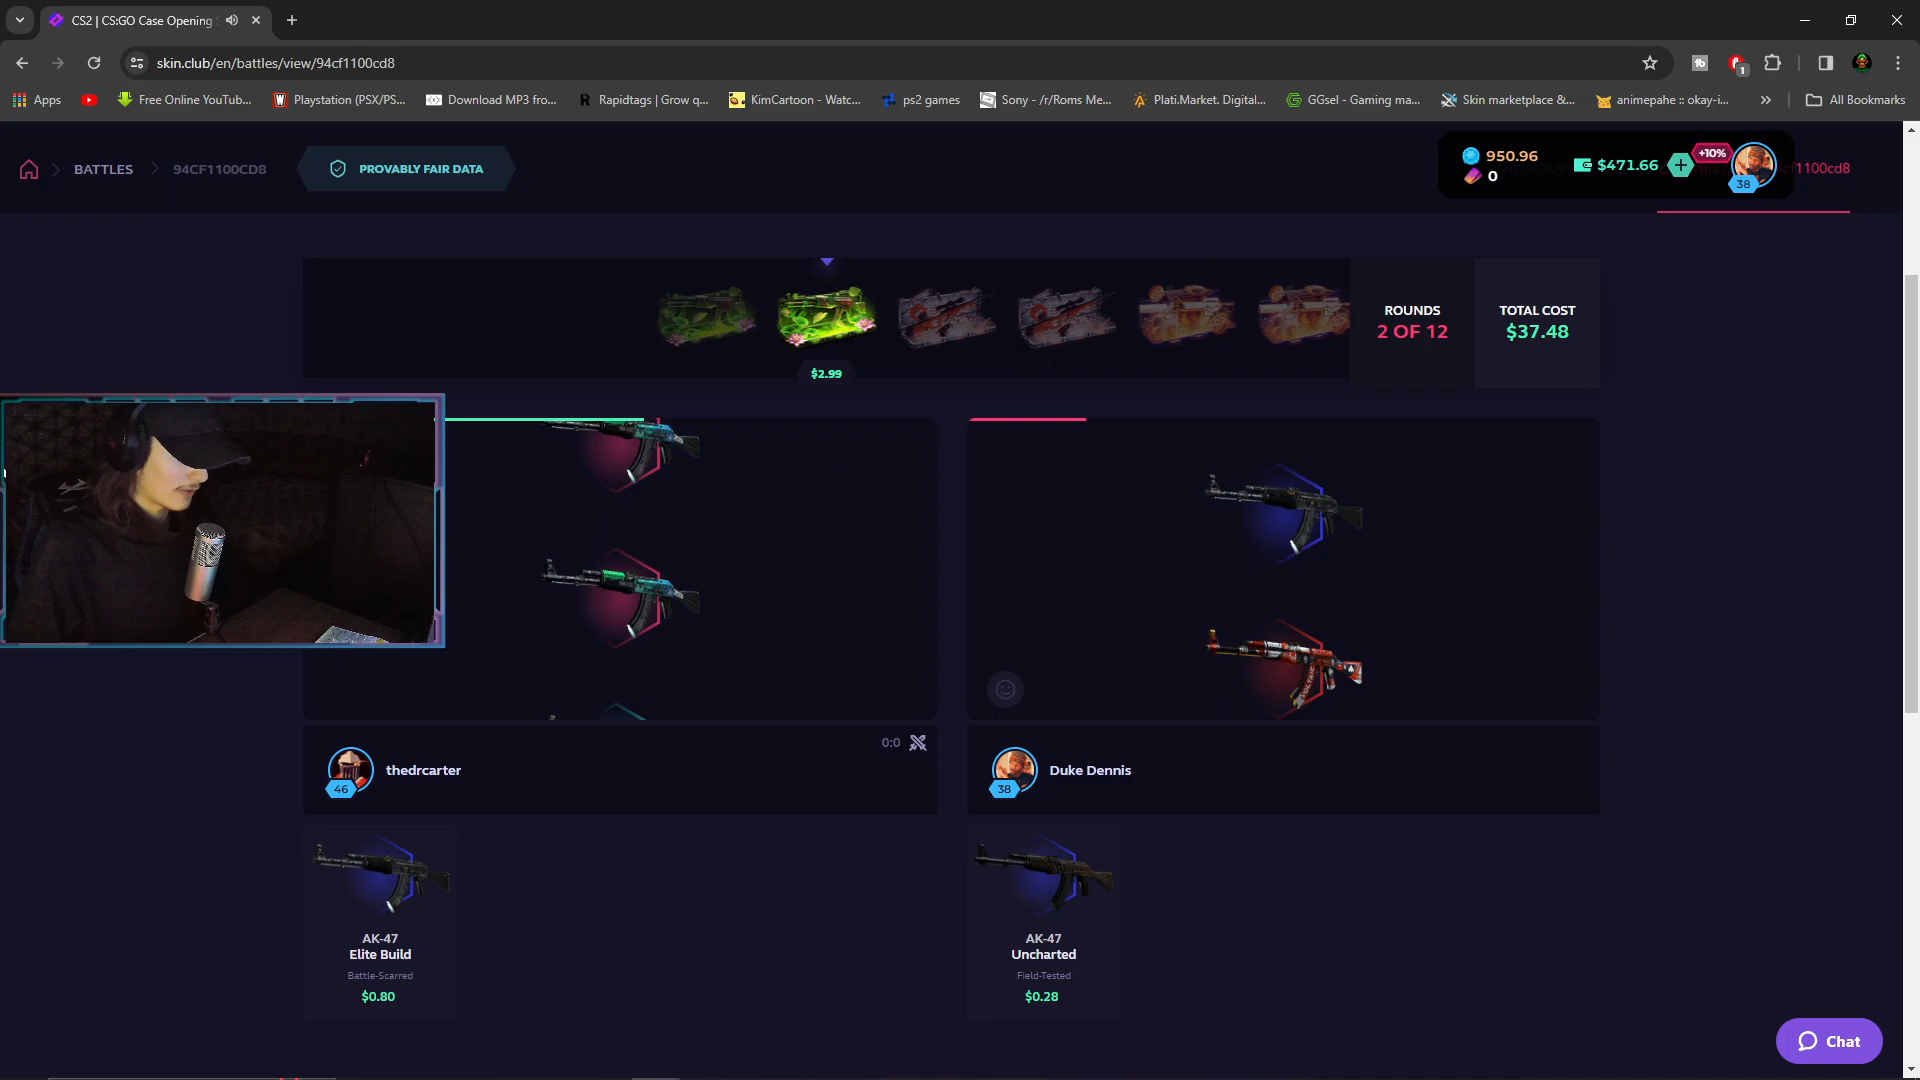 CS2 | CS:GO Case Opening
skin.club/en/battles/view/94cf1100cd8
1
Apps
Free Online YouTub...
Playstation (PSX/PS...
Download MP3 fro...
Rapidtags | Grow q...
KimCartoon - Watc...
ps2 games
Sony - /r/Roms Me...
Plati.Market. Digital...
GGsel - Gaming ma...
Skin marketplace &...
animepahe :: okay-i...
All Bookmarks
BATTLES
94CF1100CD8
PROVABLY FAIR DATA
950.96
0
$471.66
+10%
38
cf1100cd8
ROUNDS
2 OF 12
TOTAL COST
$37.48
$2.99
0:0
46
thedrcarter
38
Duke Dennis
AK-47
Elite Build
Battle-Scarred
$0.80
AK-47
Uncharted
Field-Tested
$0.28
Chat